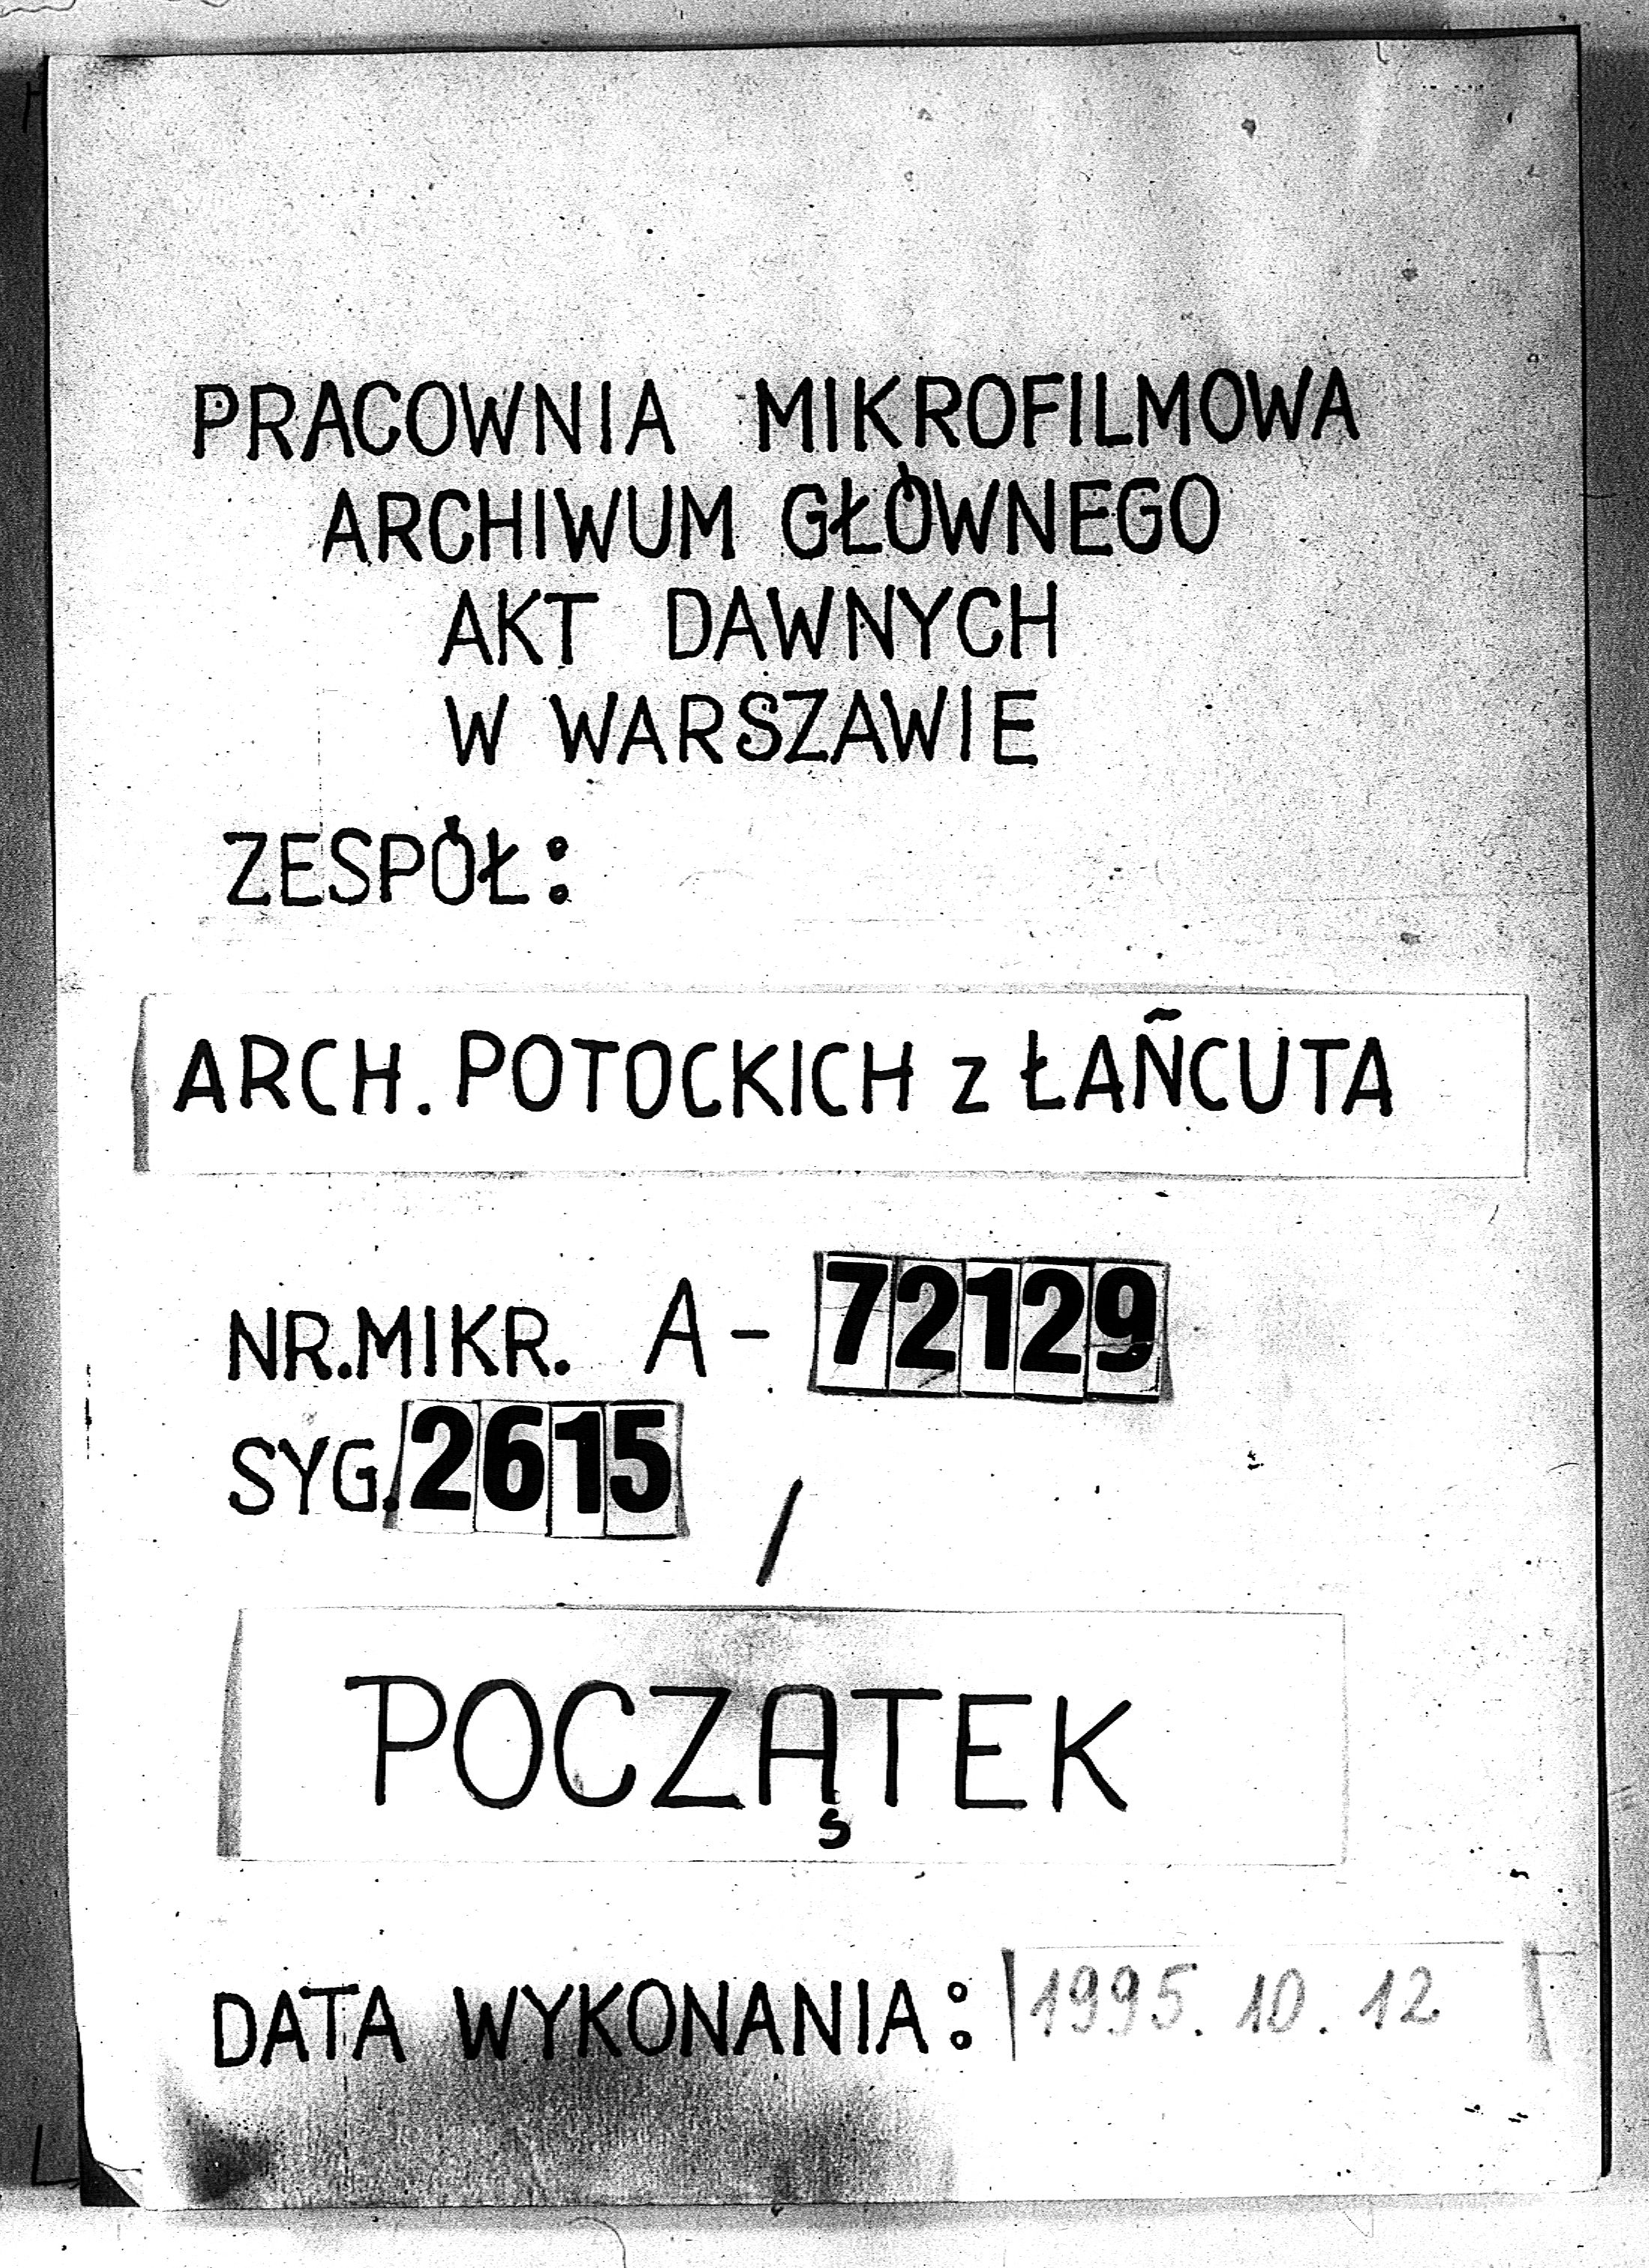 PRACOWNIA MIKROFILMOWA
ARCHIWUM GŁÓWNEGO
AKT DAWNYCH
W WARSZAWIE
ZESPÓŁ:
ARCH. POTOCKICH z ŁAÑCUTA
NR.MIKR. A-72129
SYG. 2615 /
POCZĄTEK
DATA WYKONANIA: 1995. 10. 12